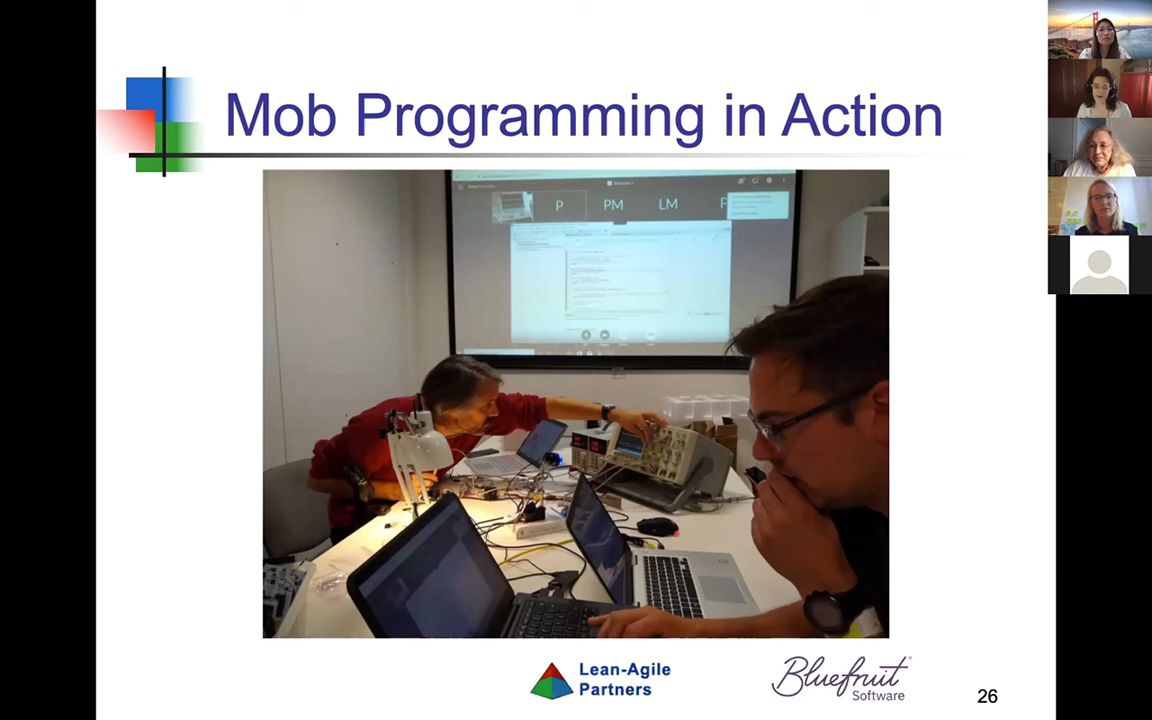 Mob Programming in Action
P
PM
LM
Lean-Agile
Partners
Bluefruit
Software
26